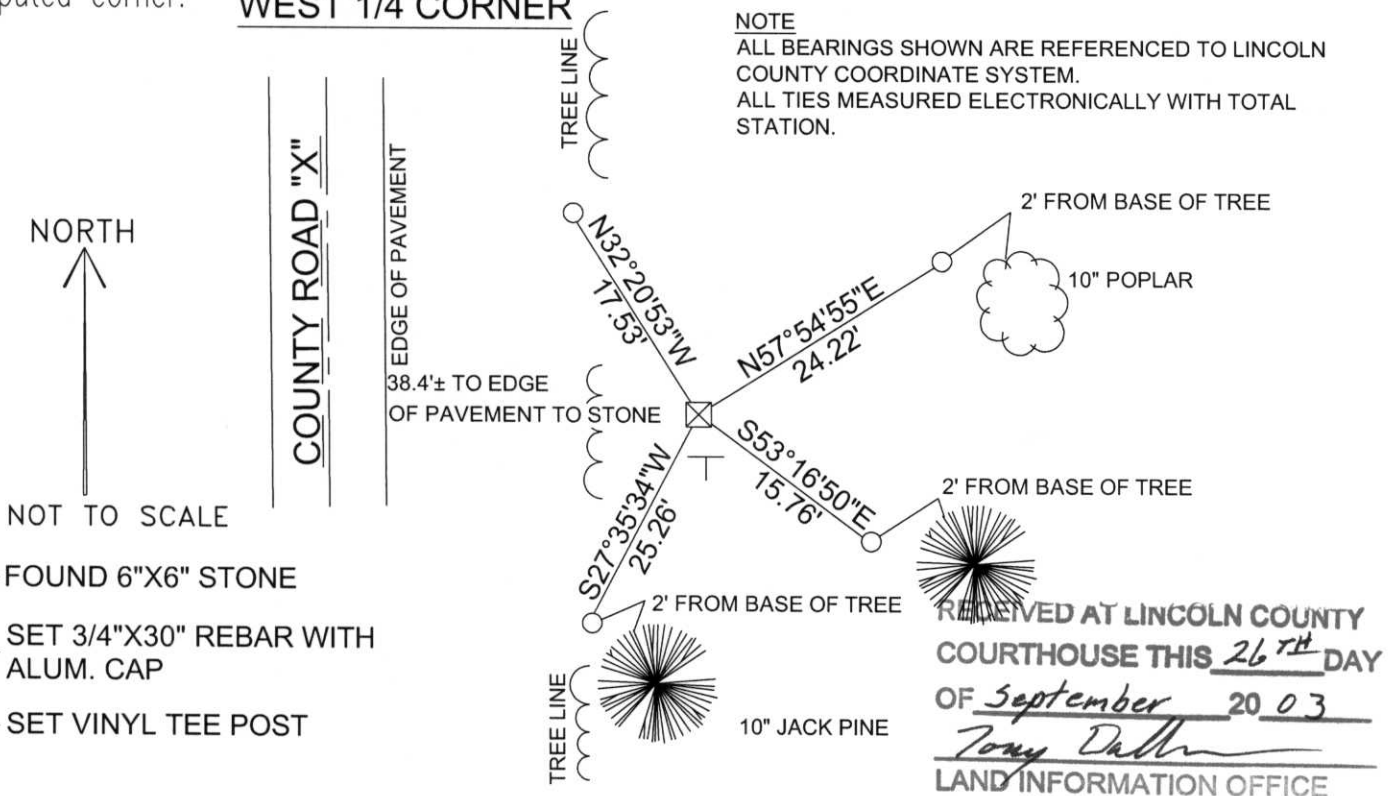 puted corner.
WEST 1/4 CORNER
NOTE
ALL BEARINGS SHOWN ARE REFERENCED TO LINCOLN
COUNTY COORDINATE SYSTEM.
ALL TIES MEASURED ELECTRONICALLY WITH TOTAL
STATION.
TREE LINE
COUNTY ROAD "X"
EDGE OF PAVEMENT
NORTH
2' FROM BASE OF TREE
10" POPLAR
N32°20'53"W
17.53'
N57°54'55"E
24.22'
38.4'± TO EDGE
OF PAVEMENT TO STONE
S53°16'50"E
15.76'
S27°35'34"W
25.26'
2' FROM BASE OF TREE
NOT TO SCALE
FOUND 6"X6" STONE
SET 3/4"X30" REBAR WITH
ALUM. CAP
SET VINYL TEE POST
2' FROM BASE OF TREE
TREE LINE
10" JACK PINE
RECEIVED AT LINCOLN COUNTY
COURTHOUSE THIS 26TH DAY
OF September 20 03
Tony
LAND INFORMATION OFFICE